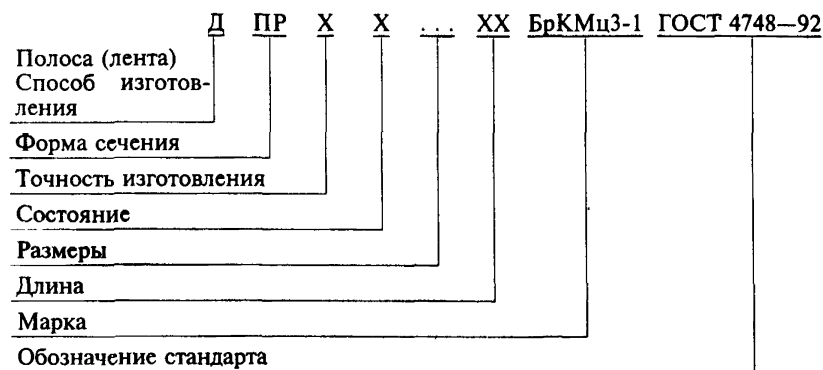 Д ПР Х Х ... ХХ БрКМц3-1 ГОСТ 4748—92
Полоса (лента)
Способ изготов-
ления
Форма сечения
Точность изготовления
Состояние
Размеры
Длина
Марка
Обозначение стандарта